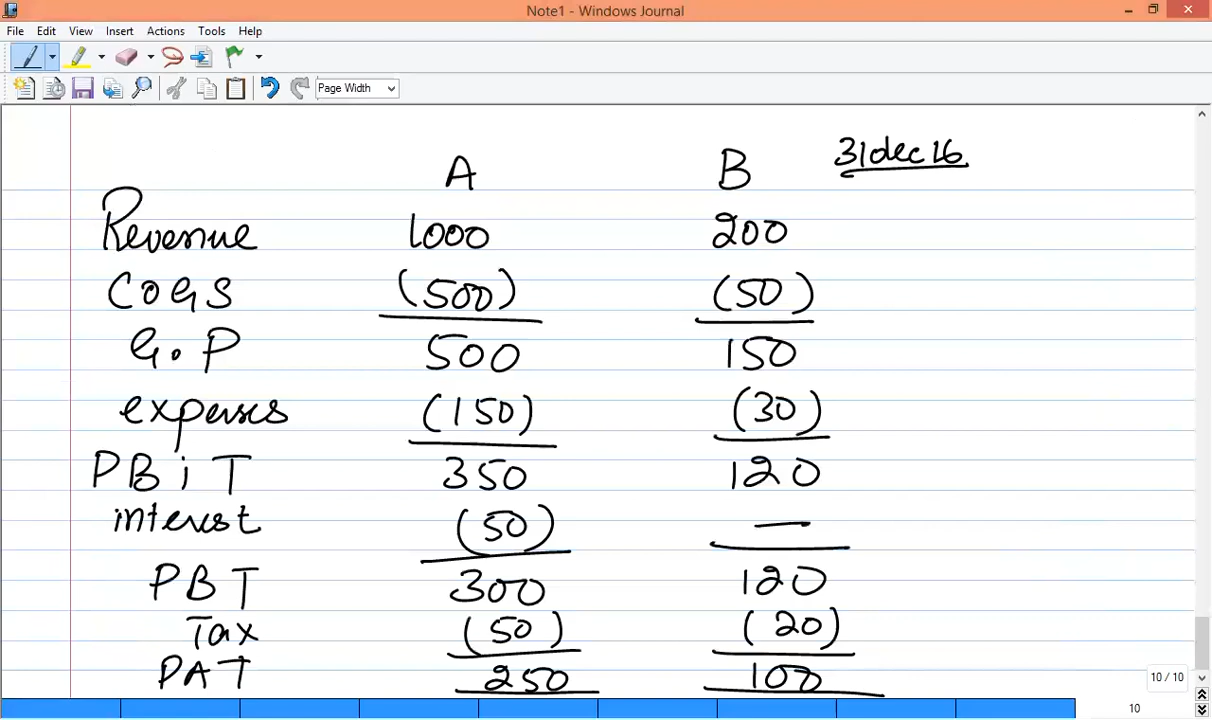 Note1 - Windows Journal
File Edit View Insert Actions Tools Help
Page Width
A B 31dec16
Revenue 1000 200
COGS (500) (50)
G.P 500 150
expenses (150) (30)
PBiT 350 120
interest (50) —
PBT 300 120
Tax (50) (20)
PAT 250 100
10 / 10
10